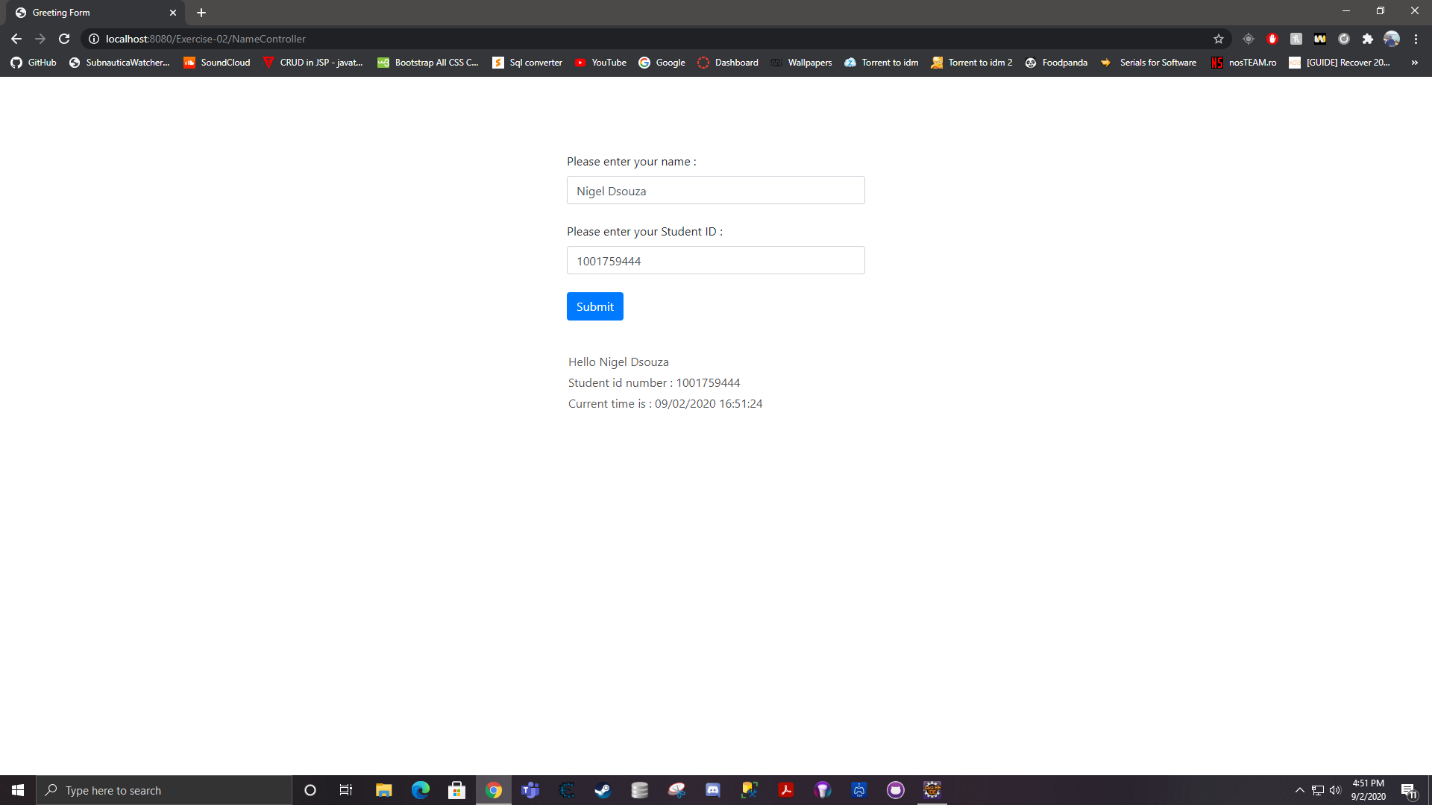 Greeting Form
localhost:8080/Exercise-02/NameController
GitHub SubnauticaWatcher... SoundCloud CRUD in JSP - javat... Bootstrap All CSS C... Sql converter YouTube Google Dashboard Wallpapers Torrent to idm Torrent to idm 2 Foodpanda Serials for Software nosTEAM.ro [GUIDE] Recover 20... »
Please enter your name :
Nigel Dsouza
Please enter your Student ID :
1001759444
Submit
Hello Nigel Dsouza
Student id number : 1001759444
Current time is : 09/02/2020 16:51:24
Type here to search
4:51 PM
9/2/2020
11